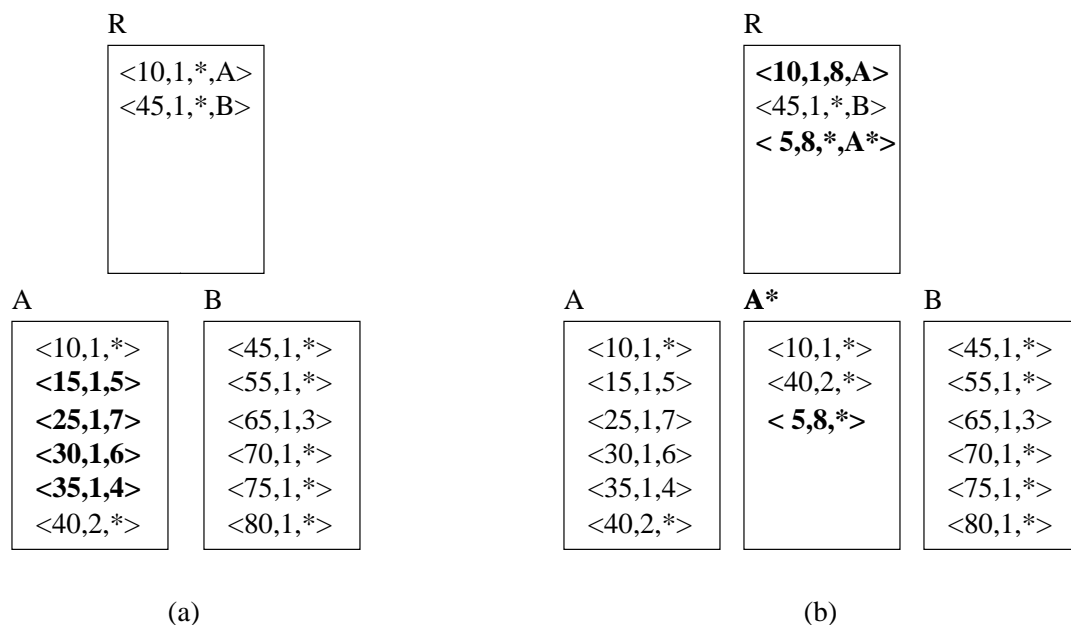 R
<10,1,*,A>
<45,1,*,B>
A
<10,1,*>
<15,1,5>
<25,1,7>
<30,1,6>
<35,1,4>
<40,2,*>
B
<45,1,*>
<55,1,*>
<65,1,3>
<70,1,*>
<75,1,*>
<80,1,*>
(a)
R
<10,1,8,A>
<45,1,*,B>
< 5,8,*,A*>
A
<10,1,*>
<15,1,5>
<25,1,7>
<30,1,6>
<35,1,4>
<40,2,*>
A*
<10,1,*>
<40,2,*>
< 5,8,*>
B
<45,1,*>
<55,1,*>
<65,1,3>
<70,1,*>
<75,1,*>
<80,1,*>
(b)